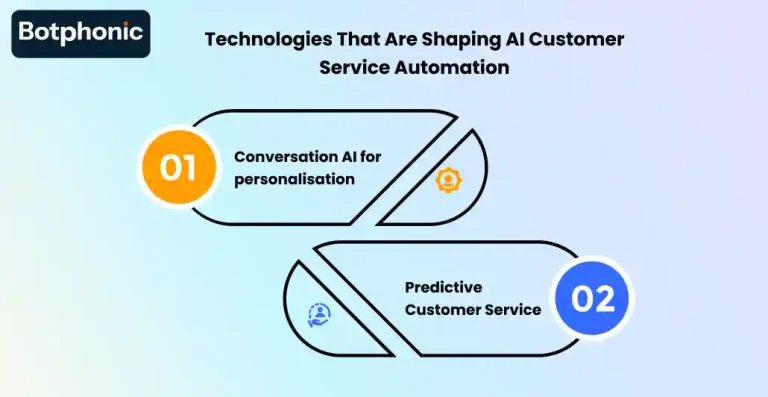 Botphonic
Technologies That Are Shaping AI Customer
Service Automation
01
Conversation AI for
personalisation
Predictive
Customer Service
02